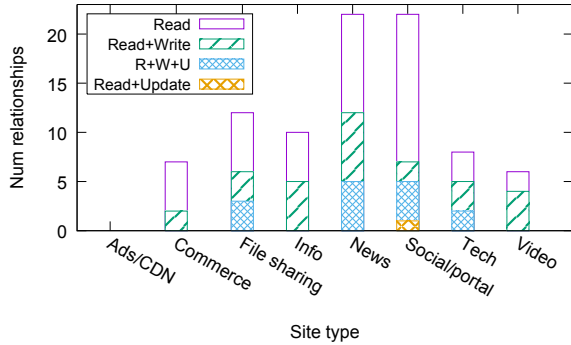 Num relationships
20
15
10
5
0
Read
Read+Write
R+W+U
Read+Update
Ads/CDN
Commerce
File sharing
Info
News
Social/portal
Tech
Video
Site type